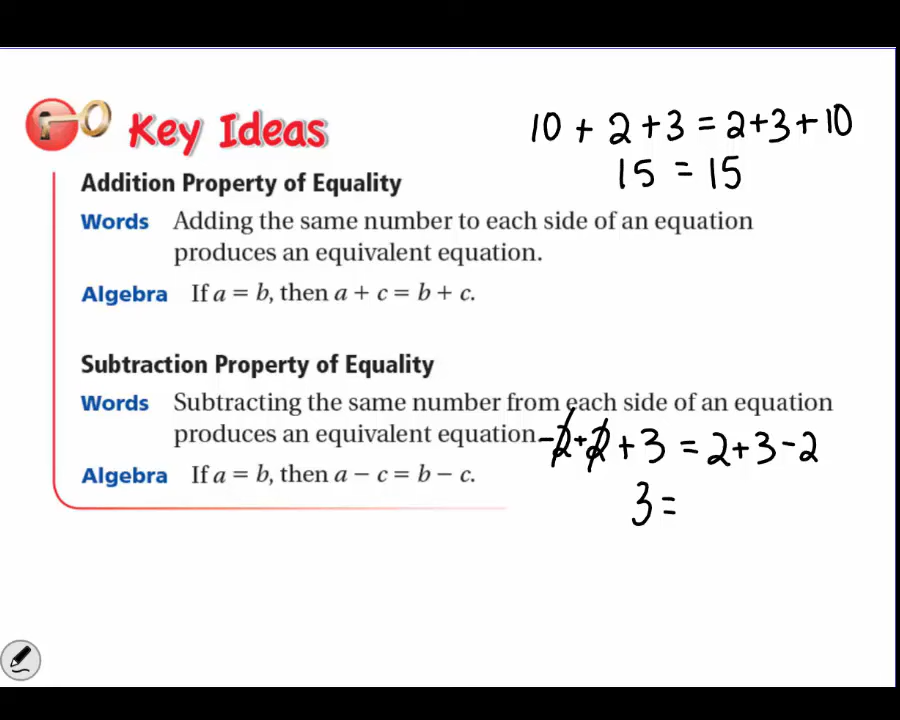 Key Ideas
10 + 2 + 3 = 2 + 3 + 10
15 = 15
Addition Property of Equality
Words Adding the same number to each side of an equation
produces an equivalent equation.
Algebra If a = b, then a + c = b + c.
Subtraction Property of Equality
Words Subtracting the same number from each side of an equation
produces an equivalent equation
-2 + 2 + 3 = 2 + 3 - 2
Algebra If a = b, then a − c = b − c.
3 =